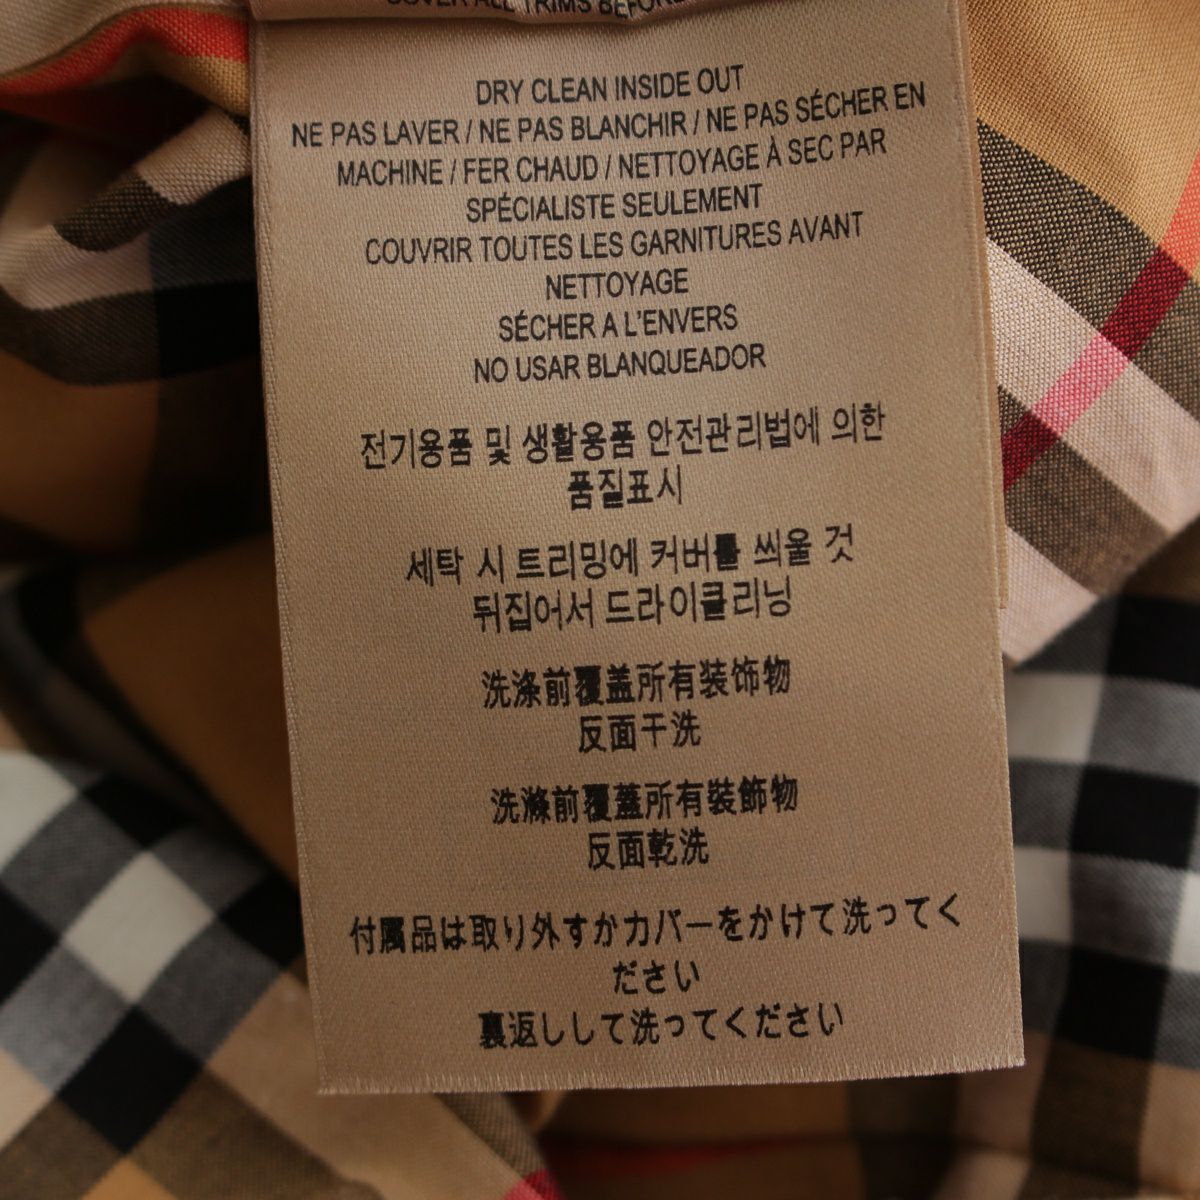 COVER ALL TRIMS BEFORE
DRY CLEAN INSIDE OUT
NE PAS LAVER / NE PAS BLANCHIR / NE PAS SÉCHER EN
MACHINE / FER CHAUD / NETTOYAGE À SEC PAR
SPÉCIALISTE SEULEMENT
COUVRIR TOUTES LES GARNITURES AVANT
NETTOYAGE
SÉCHER A L'ENVERS
NO USAR BLANQUEADOR
전기용품 및 생활용품 안전관리법에 의한
품질표시
세탁 시 트리밍에 커버를 씌울 것
뒤집어서 드라이클리닝
洗涤前覆盖所有装饰物
反面干洗
洗滌前覆蓋所有裝飾物
反面乾洗
付属品は取り外すかカバーをかけて洗ってく
ださい
裏返しして洗ってください